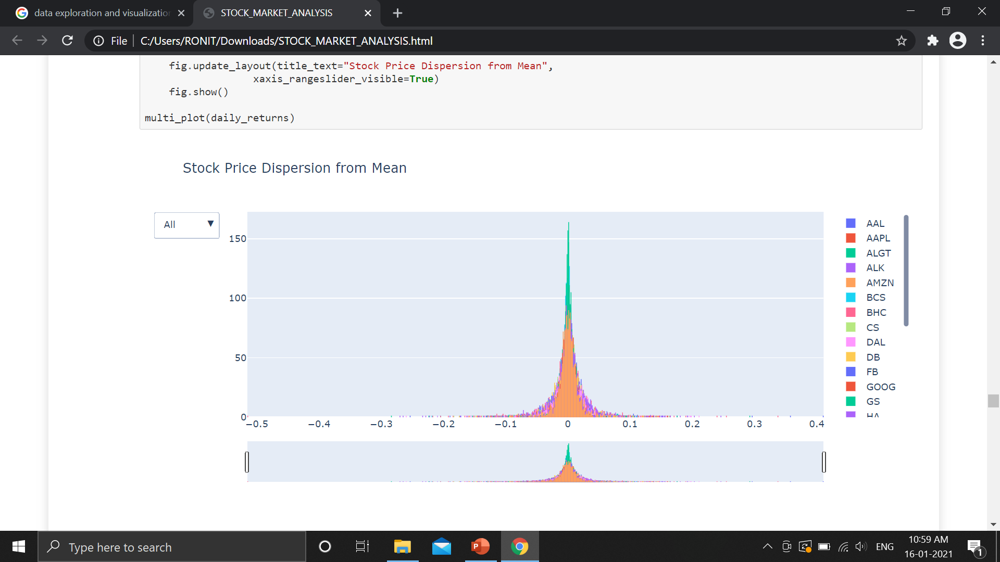 data exploration and visualization
STOCK_MARKET_ANALYSIS
File
C:/Users/RONIT/Downloads/STOCK_MARKET_ANALYSIS.html
fig.update_layout(title_text="Stock Price Dispersion from Mean",
xaxis_rangeslider_visible=True)
fig.show()
multi_plot(daily_returns)
Stock Price Dispersion from Mean
All
150
100
50
0
−0.5 −0.4 −0.3 −0.2 −0.1 0 0.1 0.2 0.3 0.4
AAL
AAPL
ALGT
ALK
AMZN
BCS
BHC
CS
DAL
DB
FB
GOOG
GS
HA
Type here to search
P
ENG
10:59 AM
16-01-2021
1